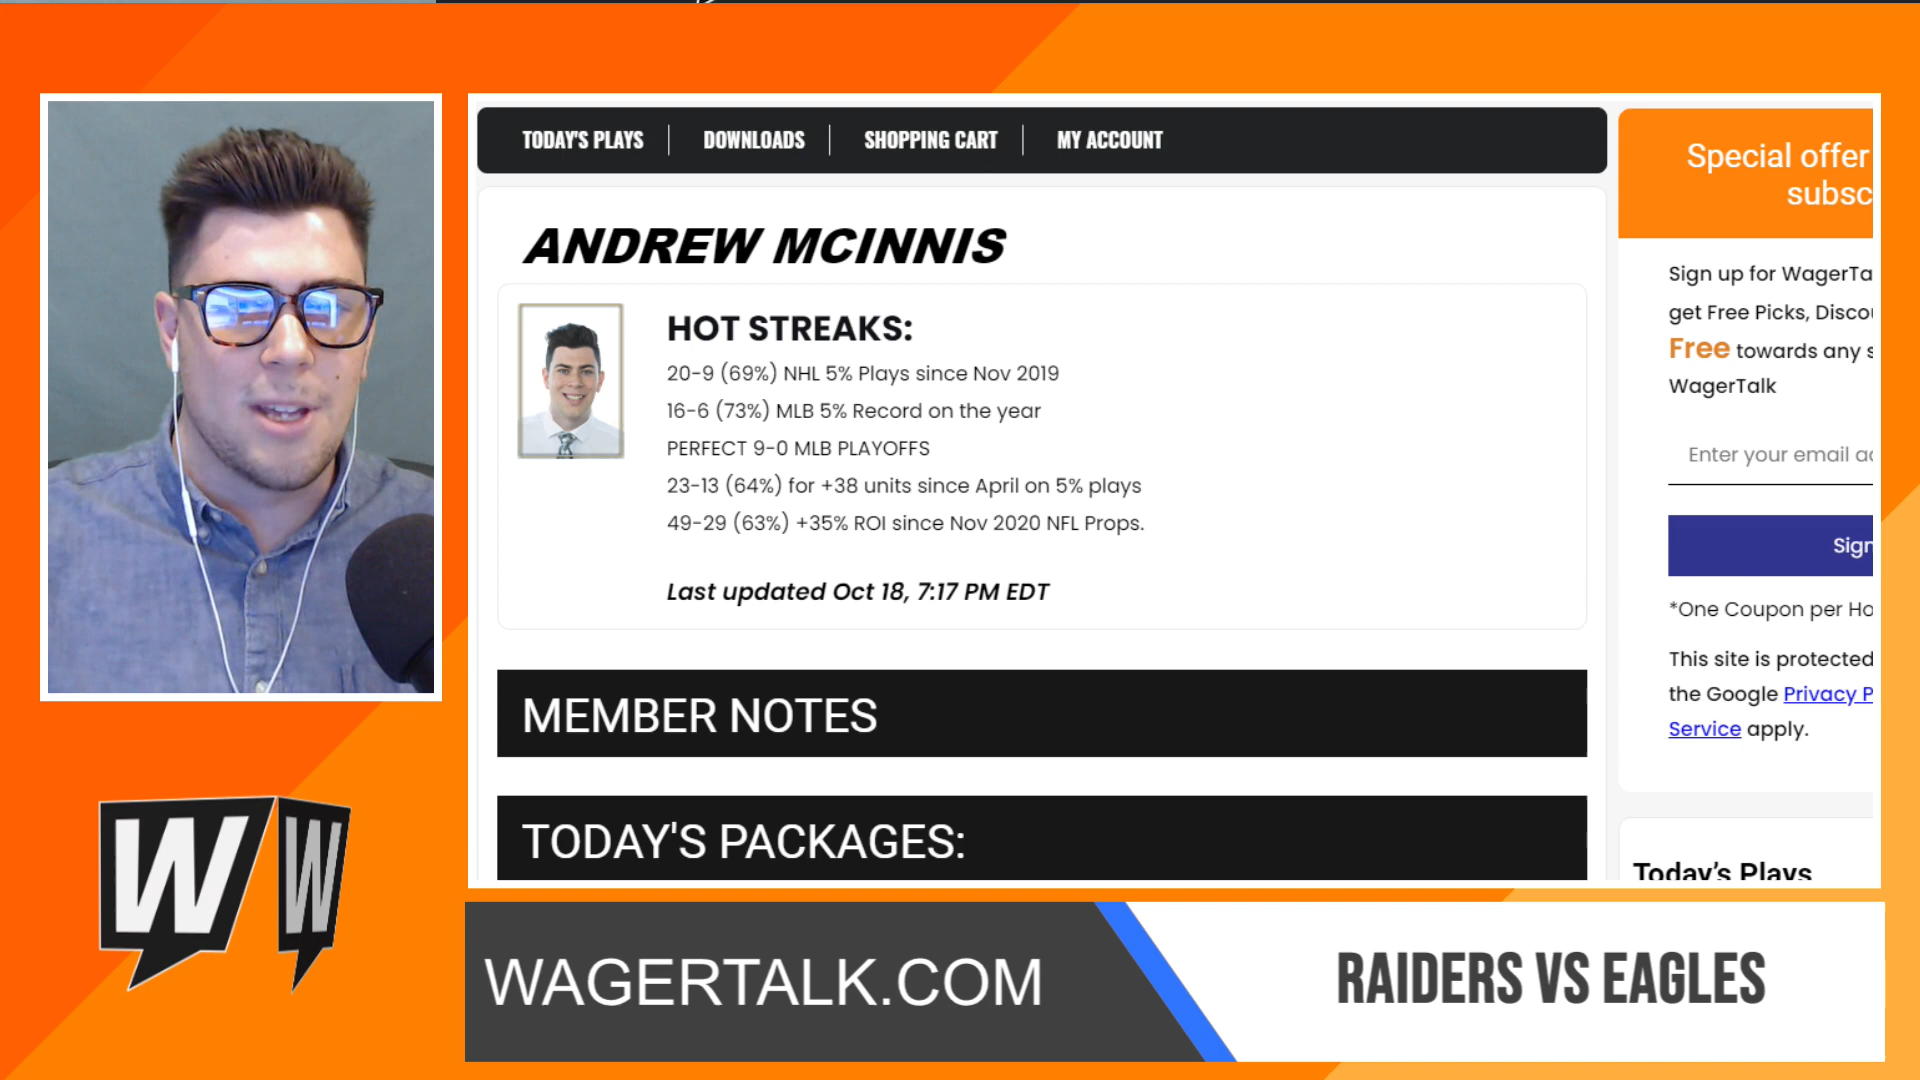 TODAY'S PLAYS
DOWNLOADS
SHOPPING CART
MY ACCOUNT
ANDREW MCINNIS
HOT STREAKS:
20-9 (69%) NHL 5% Plays since Nov 2019
16-6 (73%) MLB 5% Record on the year
PERFECT 9-0 MLB PLAYOFFS
23-13 (64%) for +38 units since April on 5% plays
49-29 (63%) +35% ROI since Nov 2020 NFL Props.
Last updated Oct 18, 7:17 PM EDT
MEMBER NOTES
TODAY'S PACKAGES:
Special offer
subsc
Sign up for WagerTa
get Free Picks, Discou
Free towards any s
WagerTalk
Enter your email ad
Sign
*One Coupon per Ho
This site is protected
the Google Privacy P
Service apply.
Today's Plays
W W
WAGERTALK.COM
RAIDERS VS EAGLES